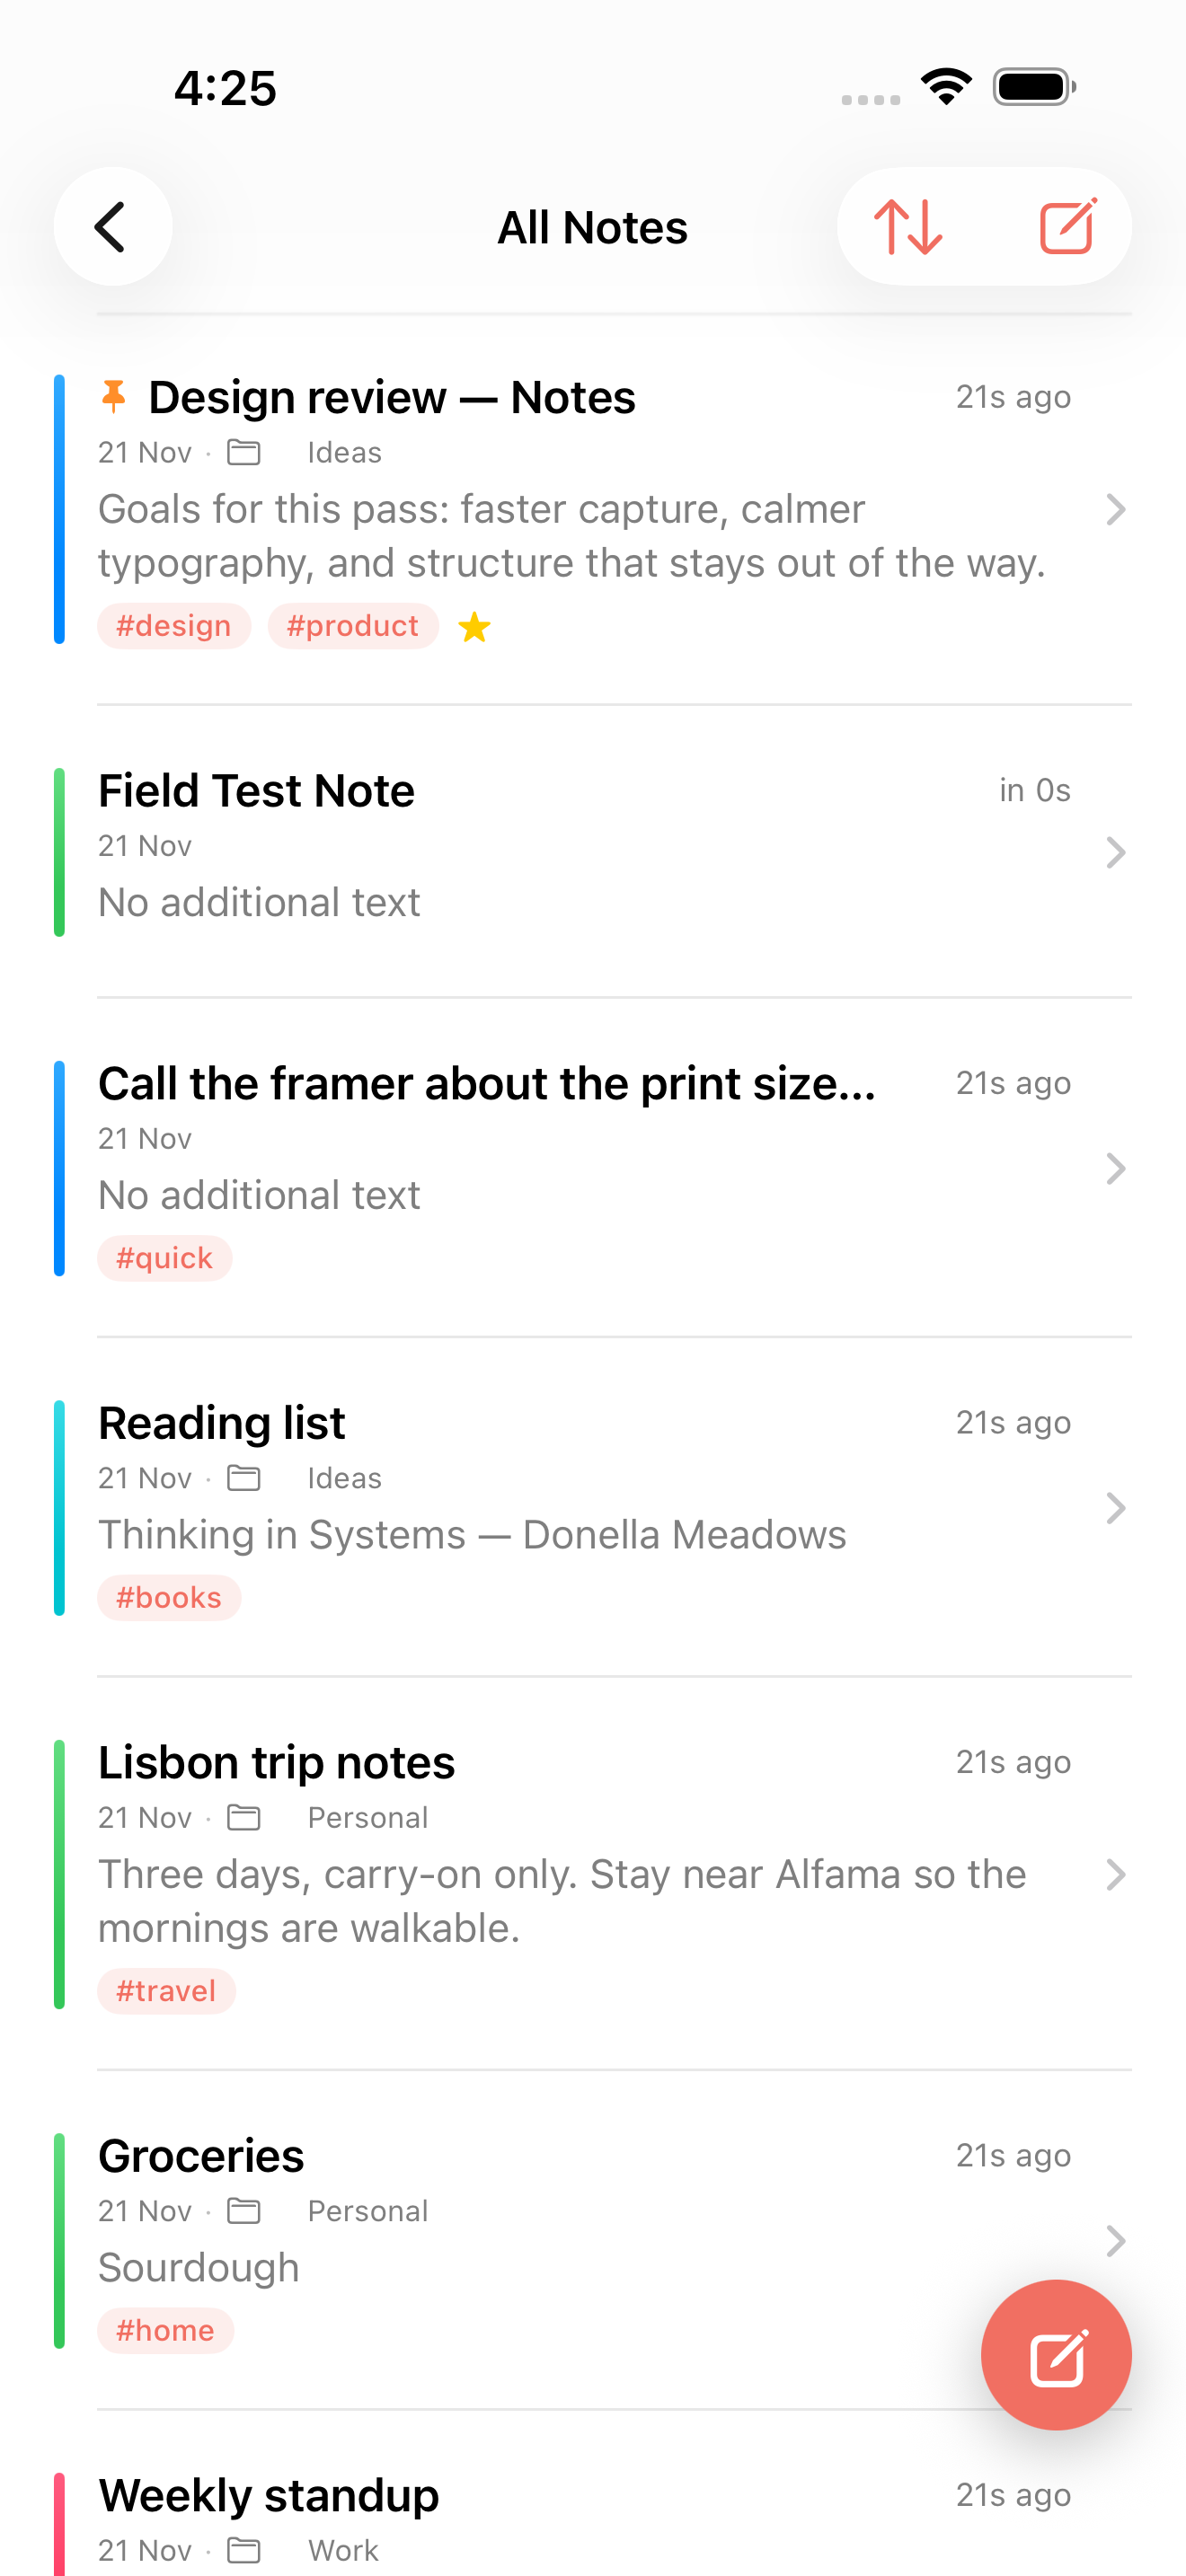 4:25
All Notes
Design review — Notes
21s ago
21 Nov · Ideas
Goals for this pass: faster capture, calmer
typography, and structure that stays out of the way.
#design #product
Field Test Note
in 0s
21 Nov
No additional text
Call the framer about the print size...
21s ago
21 Nov
No additional text
#quick
Reading list
21s ago
21 Nov · Ideas
Thinking in Systems — Donella Meadows
#books
Lisbon trip notes
21s ago
21 Nov · Personal
Three days, carry-on only. Stay near Alfama so the
mornings are walkable.
#travel
Groceries
21s ago
21 Nov · Personal
Sourdough
#home
Weekly standup
21s ago
21 Nov · Work